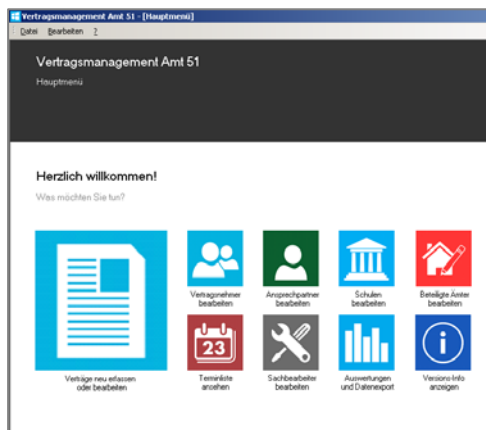 Vertragsmanagement Amt 51 - [Hauptmenü]
Datei Bearbeiten ?
Vertragsmanagement Amt 51
Hauptmenü
Herzlich willkommen!
Was möchten Sie tun?
Vertragsnehmer
bearbeiten
Ansprechpartner
bearbeiten
Schulen
bearbeiten
Beteiligte Ämter
bearbeiten
23
Verträge neu erfassen
oder bearbeiten
Terminliste
ansehen
Sachbearbeiter
bearbeiten
Auswertungen
und Datenexport
Versions-Info
anzeigen